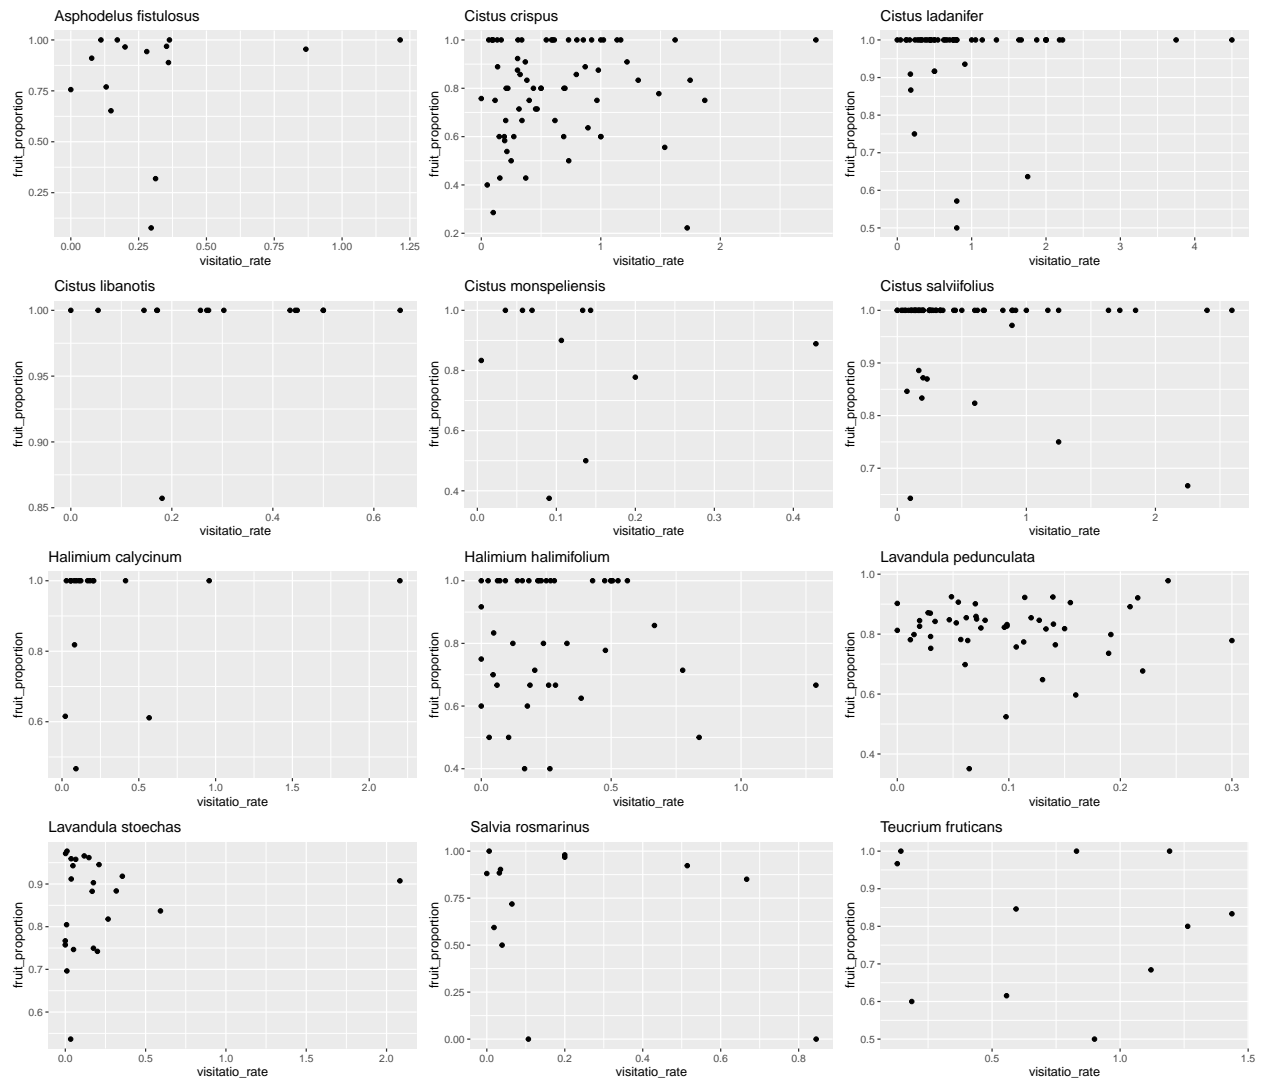 Asphodelus fistulosus
1.00
0.75
0.50
0.25
fruit_proportion
0.00 0.25 0.50 0.75 1.00 1.25
visitatio_rate
Cistus crispus
1.0
0.8
0.6
0.4
0.2
fruit_proportion
0 1 2
visitatio_rate
Cistus ladanifer
1.0
0.9
0.8
0.7
0.6
0.5
fruit_proportion
0 1 2 3 4
visitatio_rate
Cistus libanotis
1.00
0.95
0.90
0.85
fruit_proportion
0.0 0.2 0.4 0.6
visitatio_rate
Cistus monspeliensis
1.0
0.8
0.6
0.4
fruit_proportion
0.0 0.1 0.2 0.3 0.4
visitatio_rate
Cistus salviifolius
1.0
0.9
0.8
0.7
fruit_proportion
0 1 2
visitatio_rate
Halimium calycinum
1.0
0.8
0.6
fruit_proportion
0.0 0.5 1.0 1.5 2.0
visitatio_rate
Halimium halimifolium
1.0
0.8
0.6
0.4
fruit_proportion
0.0 0.5 1.0
visitatio_rate
Lavandula pedunculata
1.0
0.8
0.6
0.4
fruit_proportion
0.0 0.1 0.2 0.3
visitatio_rate
Lavandula stoechas
0.9
0.8
0.7
0.6
fruit_proportion
0.0 0.5 1.0 1.5 2.0
visitatio_rate
Salvia rosmarinus
1.00
0.75
0.50
0.25
0.00
fruit_proportion
0.0 0.2 0.4 0.6 0.8
visitatio_rate
Teucrium fruticans
1.0
0.9
0.8
0.7
0.6
0.5
fruit_proportion
0.5 1.0 1.5
visitatio_rate